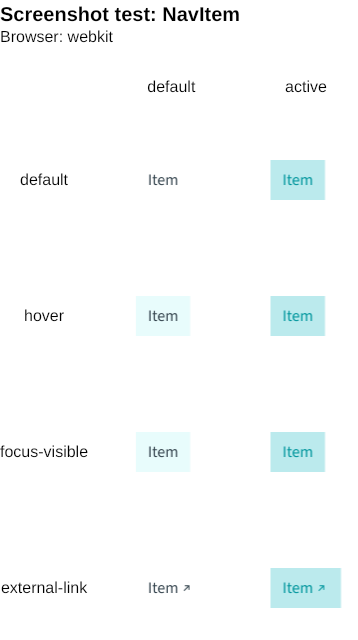 Screenshot test: NavItem
Browser: webkit
default active
default Item Item
hover Item Item
focus-visible Item Item
external-link Item ↗ Item ↗